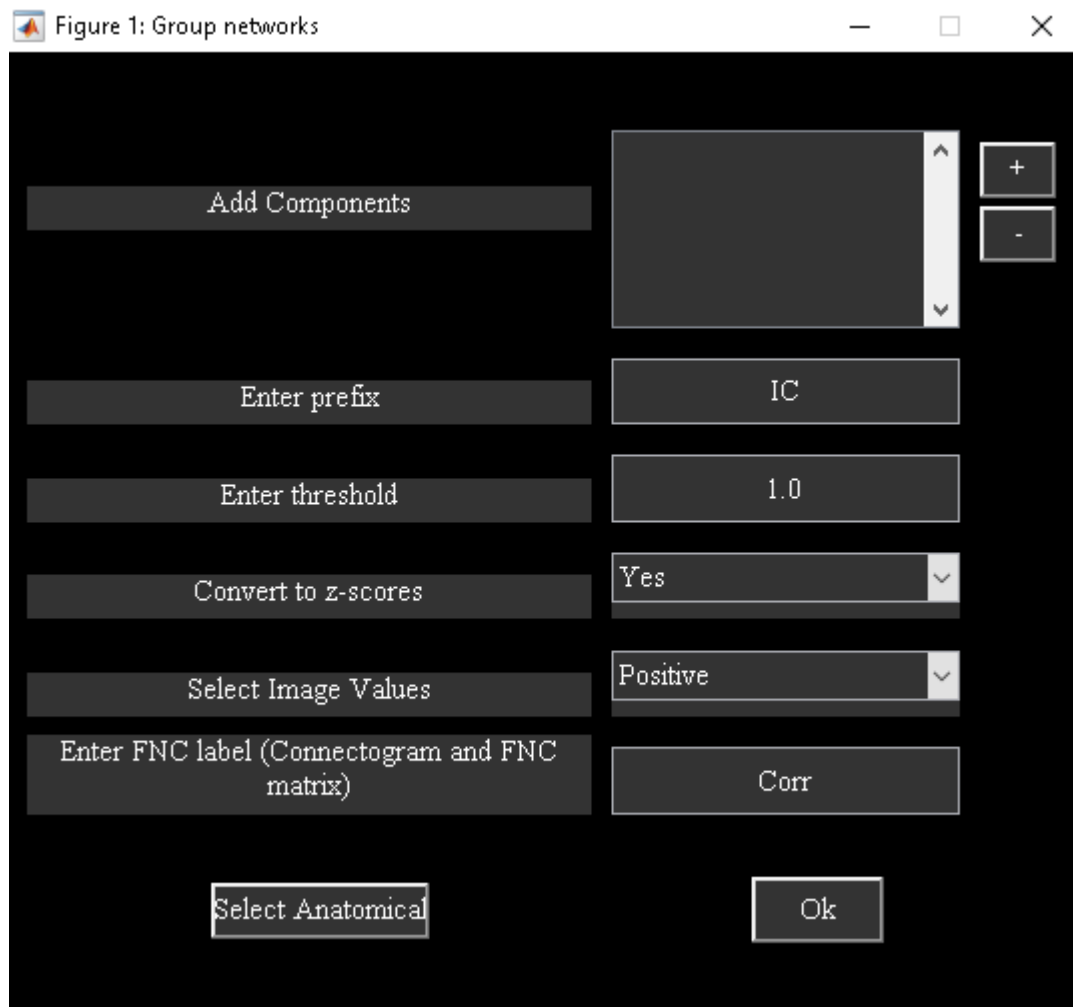 Figure 1: Group networks
Add Components
+
-
Enter prefix
IC
Enter threshold
1.0
Convert to z-scores
Yes
Select Image Values
Positive
Enter FNC label (Connectogram and FNC
matrix)
Corr
Select Anatomical
Ok